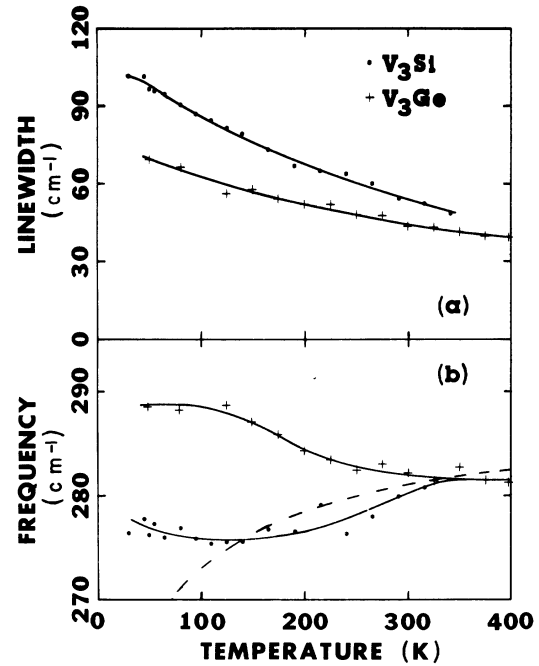 120
90
60
30
0
LINEWIDTH
(cm-1)
• V3Si
+ V3Ge
(a)
290
280
270
FREQUENCY
(cm-1)
(b)
0 100 200 300 400
TEMPERATURE (K)